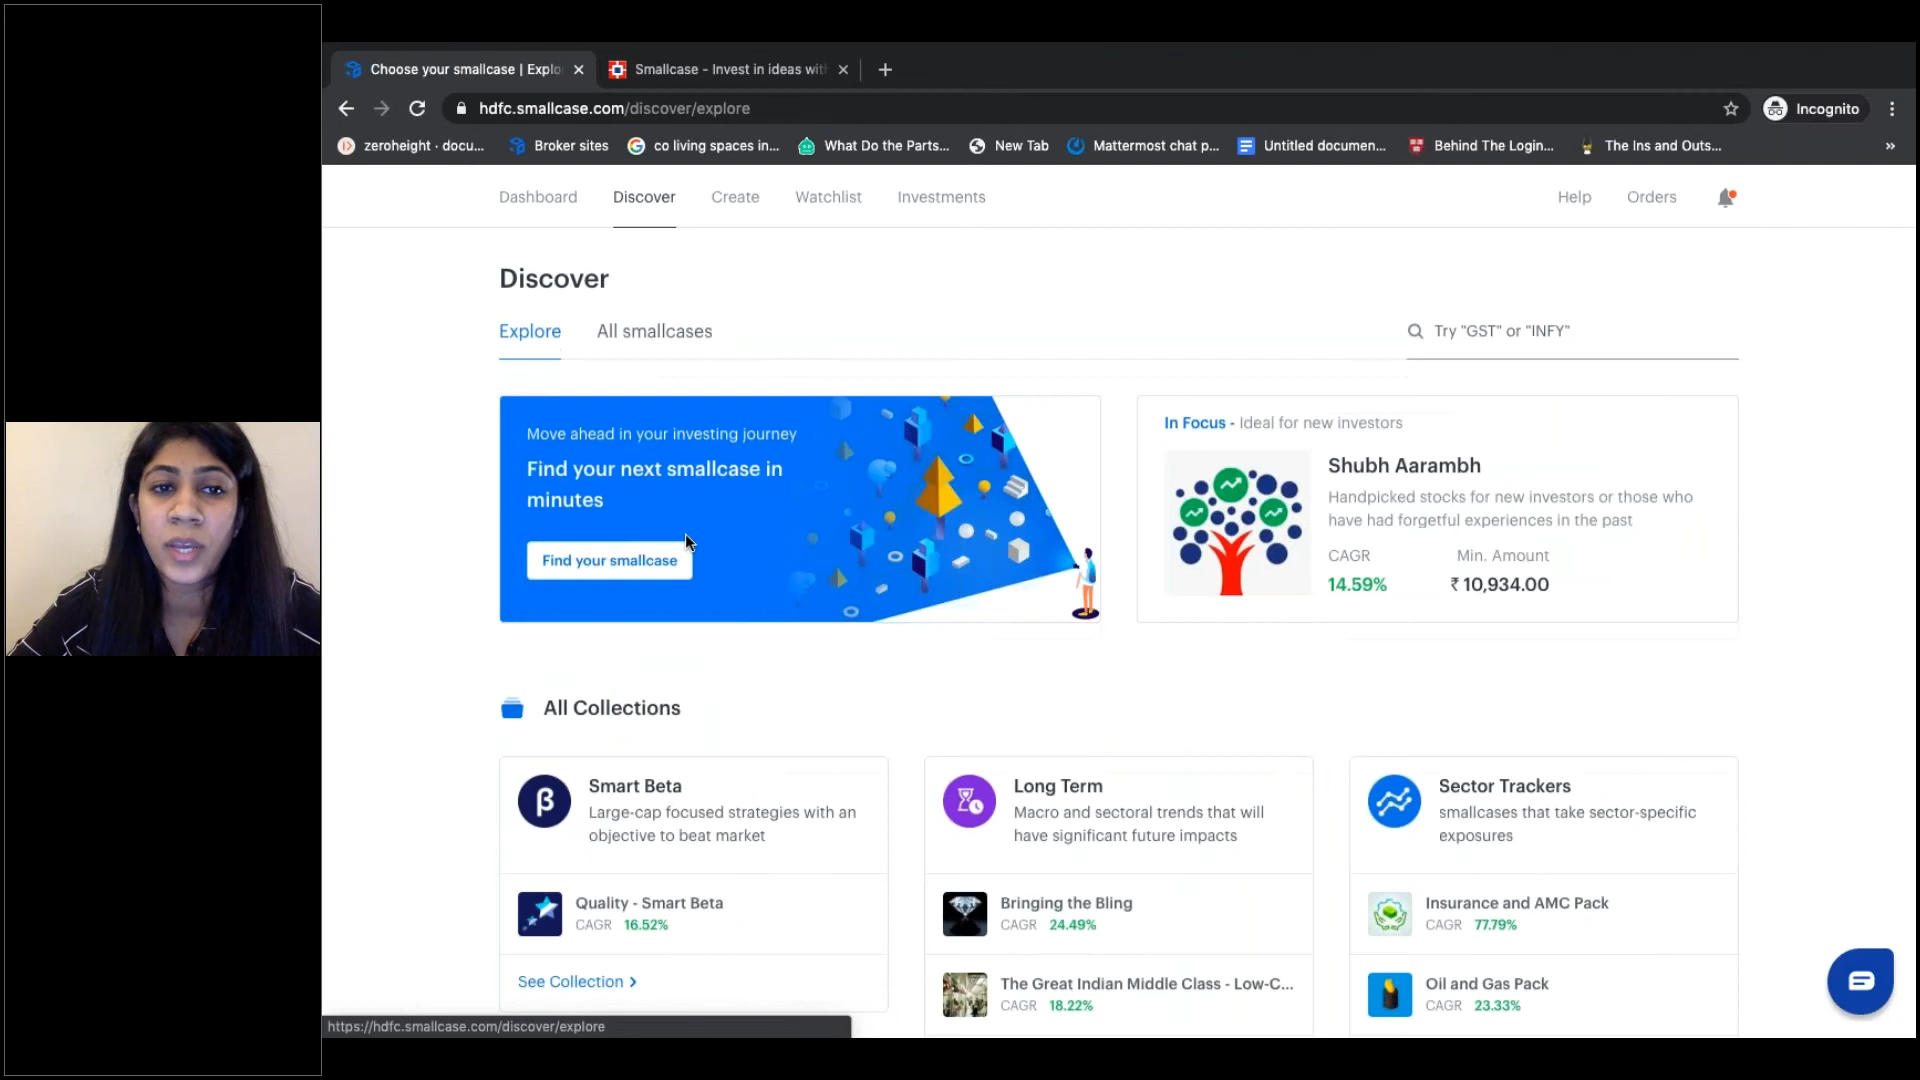 Choose your smallcase | Explo
Smallcase - Invest in ideas with
hdfc.smallcase.com/discover/explore
Incognito
zeroheight · docu...
Broker sites
co living spaces in...
What Do the Parts...
New Tab
Mattermost chat p...
Untitled documen...
Behind The Login...
The Ins and Outs...
»
Dashboard
Discover
Create
Watchlist
Investments
Help
Orders
Discover
Explore
All smallcases
Try "GST" or "INFY"
Move ahead in your investing journey
Find your next smallcase in
minutes
Find your smallcase
In Focus - Ideal for new investors
Shubh Aarambh
Handpicked stocks for new investors or those who
have had forgetful experiences in the past
CAGR
Min. Amount
14.59%
₹ 10,934.00
All Collections
β
Smart Beta
Large-cap focused strategies with an
objective to beat market
Quality - Smart Beta
CAGR 16.52%
See Collection
Long Term
Macro and sectoral trends that will
have significant future impacts
Bringing the Bling
CAGR 24.49%
The Great Indian Middle Class - Low-C...
CAGR 18.22%
Sector Trackers
smallcases that take sector-specific
exposures
Insurance and AMC Pack
CAGR 77.79%
Oil and Gas Pack
CAGR 23.33%
https://hdfc.smallcase.com/discover/explore